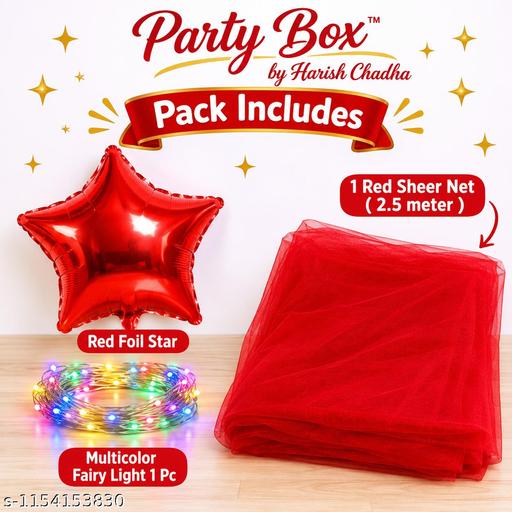 Party Box™
by Harish Chadha
Pack Includes
1 Red Sheer Net
( 2.5 meter )
Red Foil Star
Multicolor
Fairy Light 1 Pc
s-1154153830